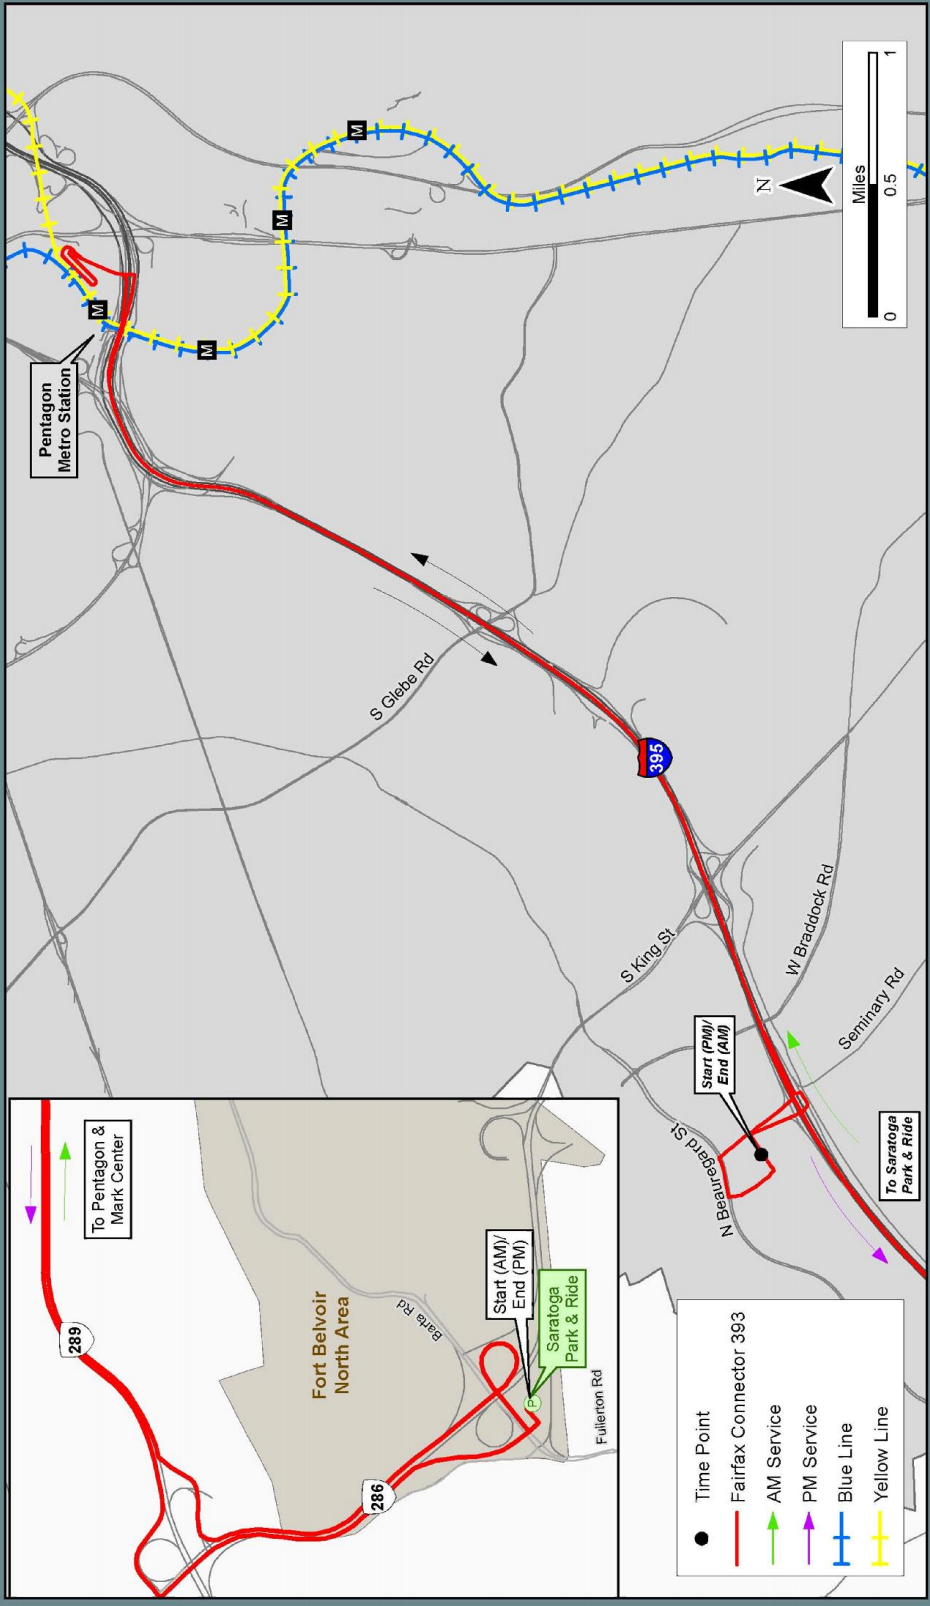 Pentagon
Metro Station
M
M
M
M
N
Miles
0
0.5
1
S Glebe Rd
395
S King St
W Braddock Rd
Seminary Rd
Start (PM)/
End (AM)
N Beauregard St
To Saratoga
Park & Ride
To Pentagon &
Mark Center
289
Fort Belvoir
North Area
Barta Rd
286
Start (AM)/
End (PM)
P
Saratoga
Park & Ride
Fullerton Rd
Time Point
Fairfax Connector 393
AM Service
PM Service
Blue Line
Yellow Line